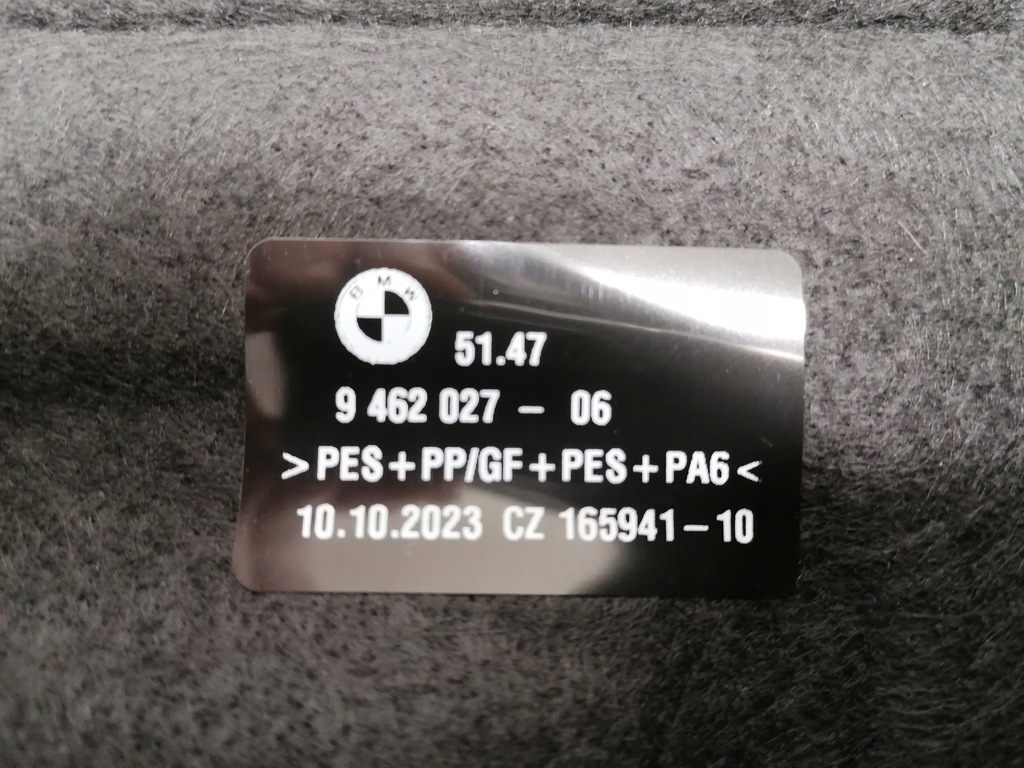 BMW
51.47
9 462 027 - 06
>PES+PP/GF+PES+PA6<
10.10.2023 CZ 165941-10